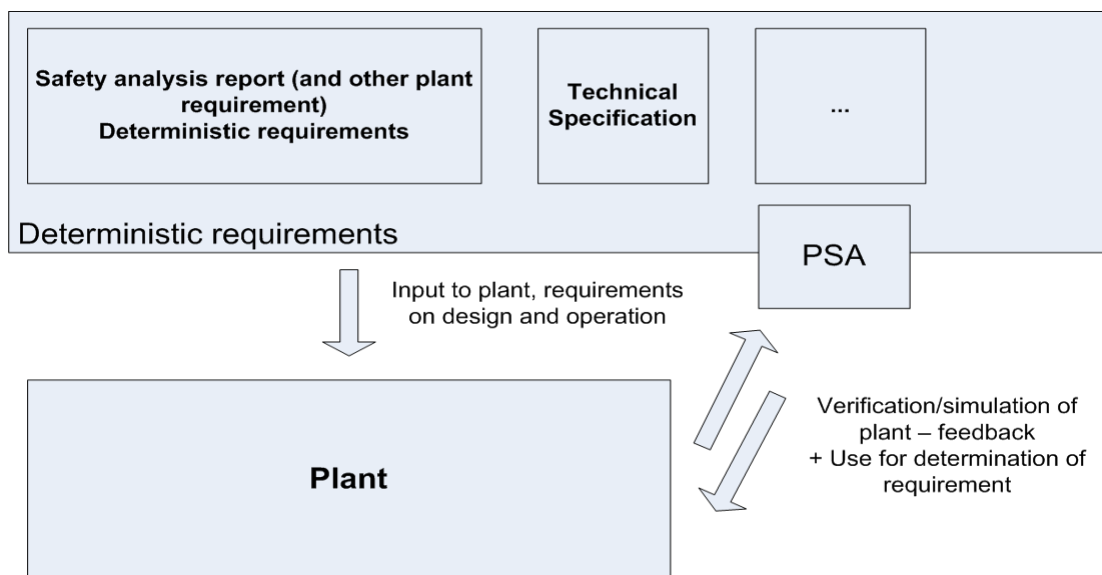 Safety analysis report (and other plant
requirement)
Deterministic requirements
Technical
Specification
...
Deterministic requirements
PSA
Input to plant, requirements
on design and operation
Plant
Verification/simulation of
plant – feedback
+ Use for determination of
requirement